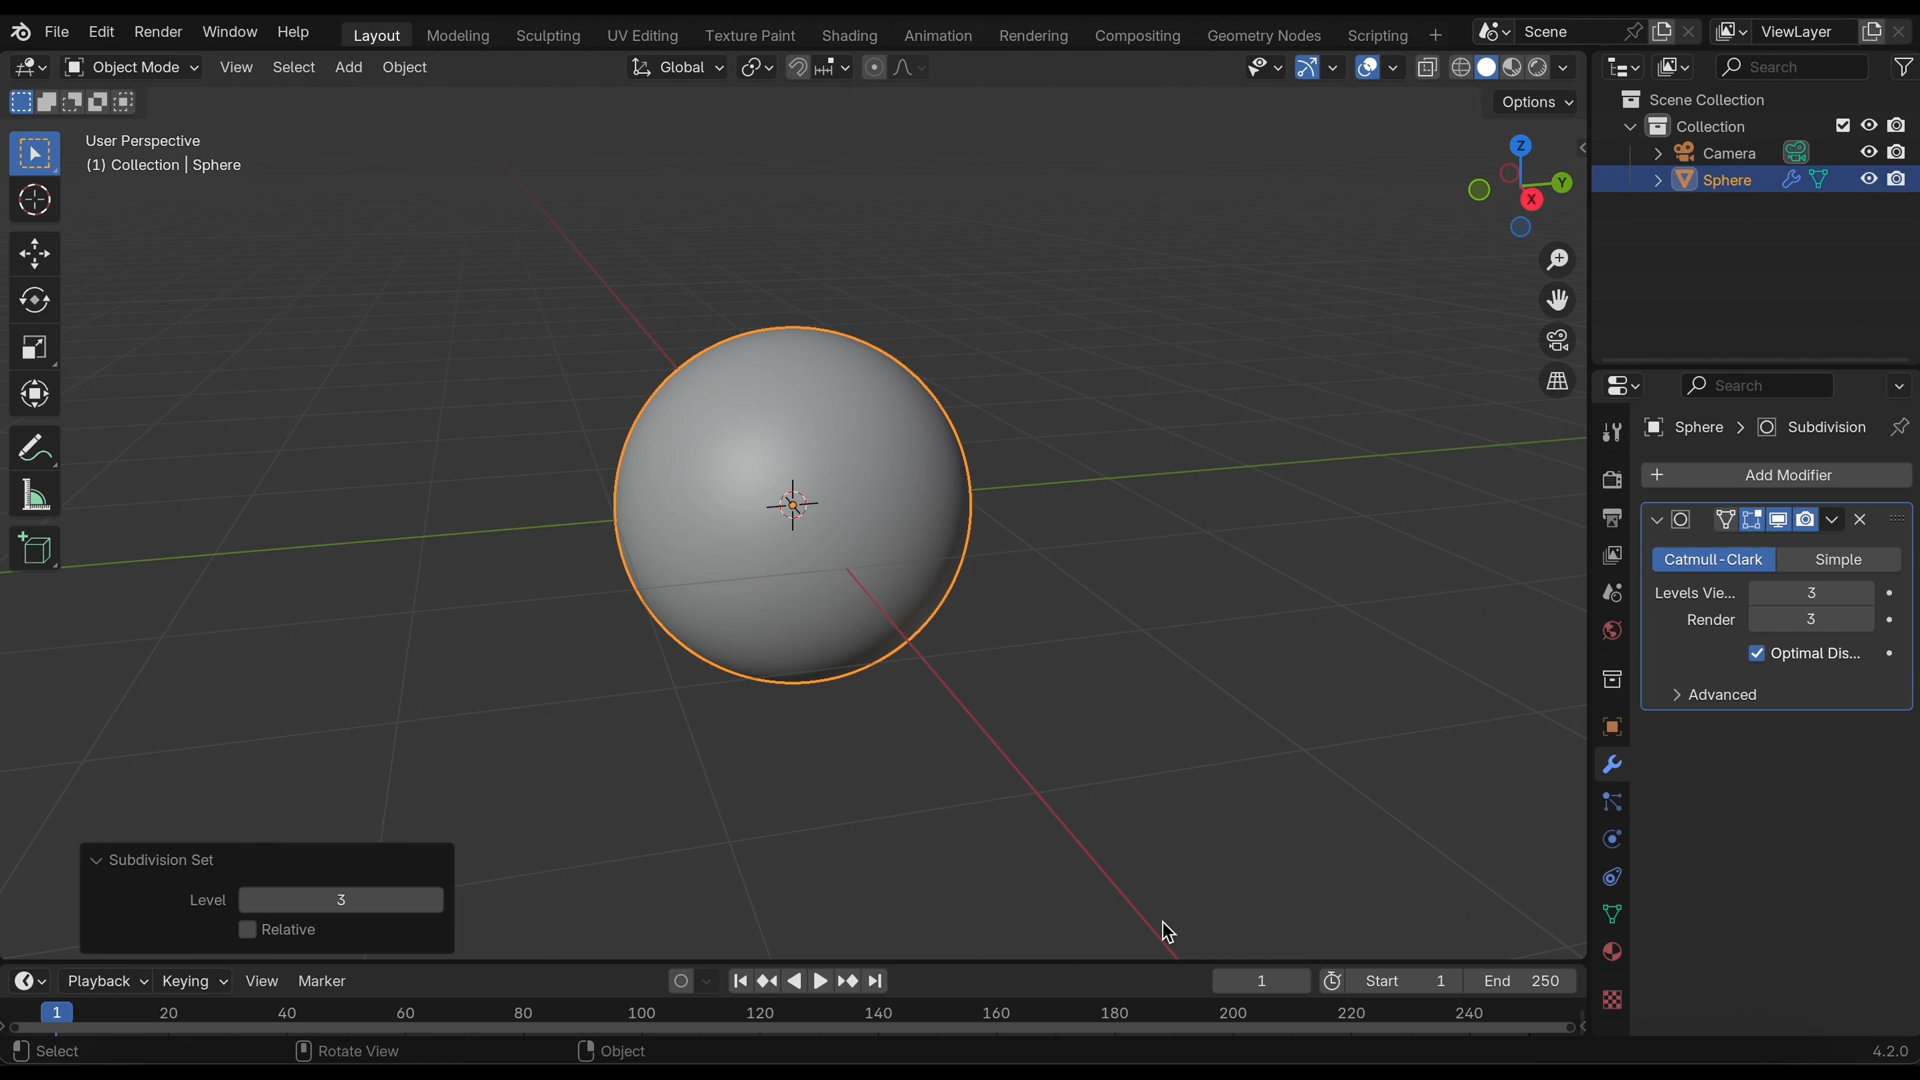 File Edit Render Window Help Layout Modeling Sculpting UV Editing Texture Paint Shading Animation Rendering Compositing Geometry Nodes Scripting + Scene ViewLayer
Object Mode View Select Add Object Global Search
Options
User Perspective
(1) Collection | Sphere
Z
Y
X
Scene Collection
Collection
Camera
Sphere
Search
Sphere > Subdivision
+ Add Modifier
Catmull-Clark Simple
Levels Vie... 3
Render 3
Optimal Dis...
Advanced
Subdivision Set
Level 3
Relative
Playback Keying View Marker 1 Start 1 End 250
1 20 40 60 80 100 120 140 160 180 200 220 240
Select Rotate View Object 4.2.0